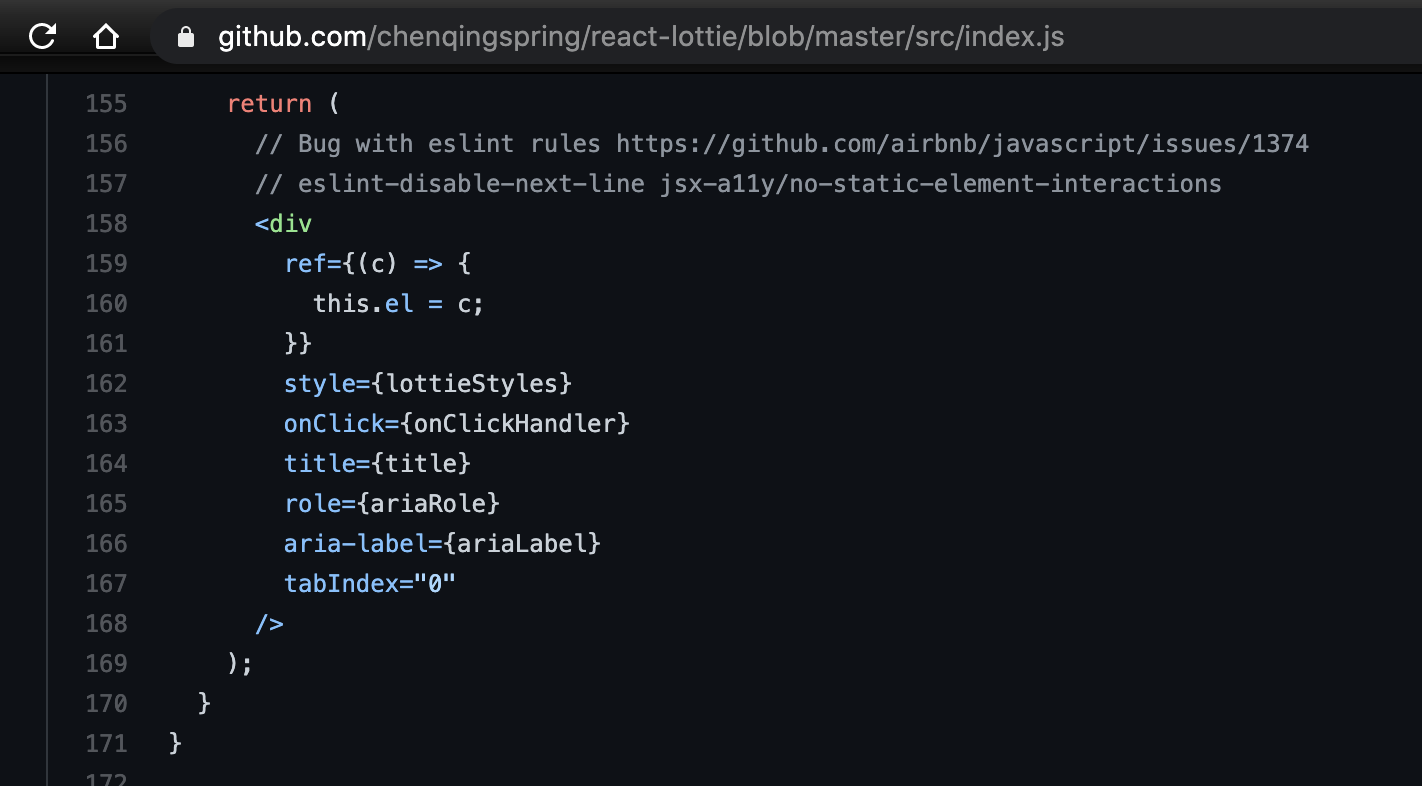 github.com/chenqingspring/react-lottie/blob/master/src/index.js
155 return (
156 // Bug with eslint rules https://github.com/airbnb/javascript/issues/1374
157 // eslint-disable-next-line jsx-a11y/no-static-element-interactions
158 <div
159 ref={(c) => {
160 this.el = c;
161 }}
162 style={lottieStyles}
163 onClick={onClickHandler}
164 title={title}
165 role={ariaRole}
166 aria-label={ariaLabel}
167 tabIndex="0"
168 />
169 );
170 }
171 }
172